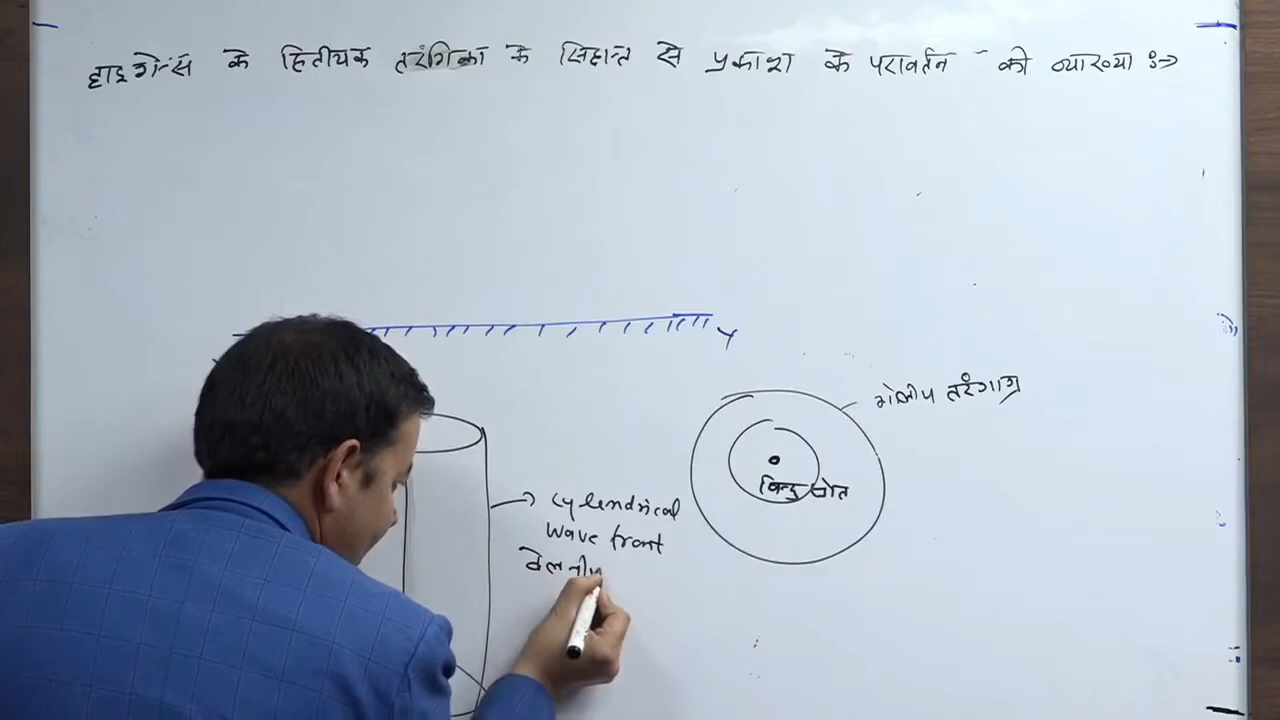 हाइगेन्स के द्वितीयक तरंगिका के सिद्धान्त से प्रकाश के परावर्तन की व्याख्या :→
Y
गोलीय तरंगाग्र
बिन्दु स्रोत
cylendrical
wave front
बेलनी